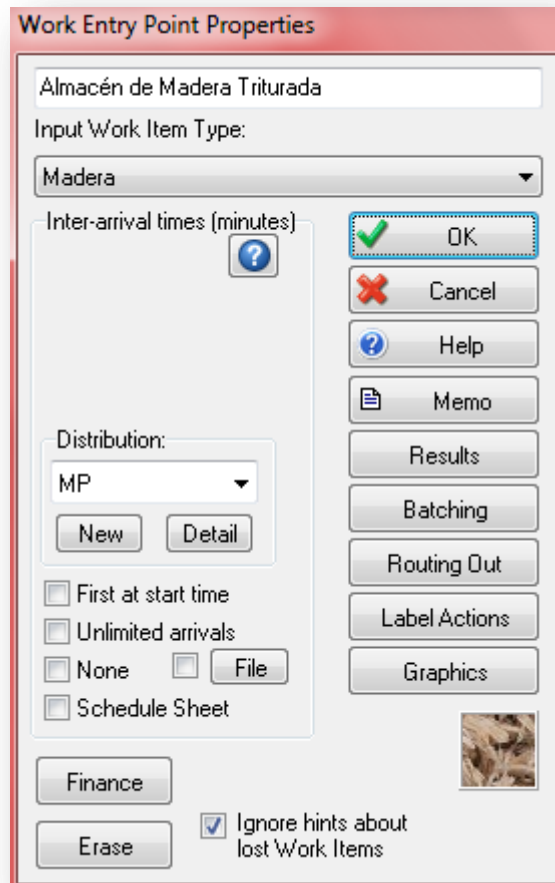 Work Entry Point Properties
Almacén de Madera Triturada
Input Work Item Type:
Madera
Inter-arrival times (minutes)
Distribution:
MP
New
Detail
First at start time
Unlimited arrivals
None
File
Schedule Sheet
OK
Cancel
Help
Memo
Results
Batching
Routing Out
Label Actions
Graphics
Finance
Erase
Ignore hints about
lost Work Items